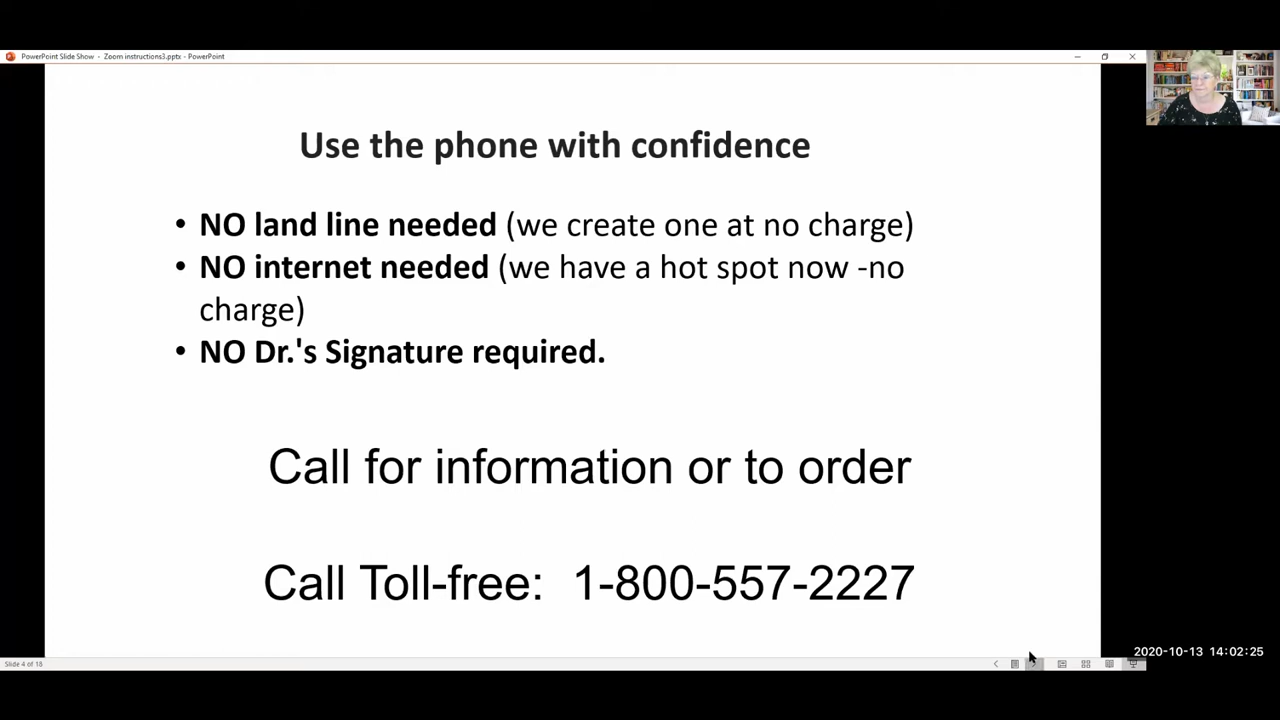 PowerPoint Slide Show - Zoom instructions3.pptx - PowerPoint
Use the phone with confidence
• NO land line needed (we create one at no charge)
• NO internet needed (we have a hot spot now -no
charge)
• NO Dr.'s Signature required.
Call for information or to order
Call Toll-free: 1-800-557-2227
Slide 4 of 18
2020-10-13 14:02:25